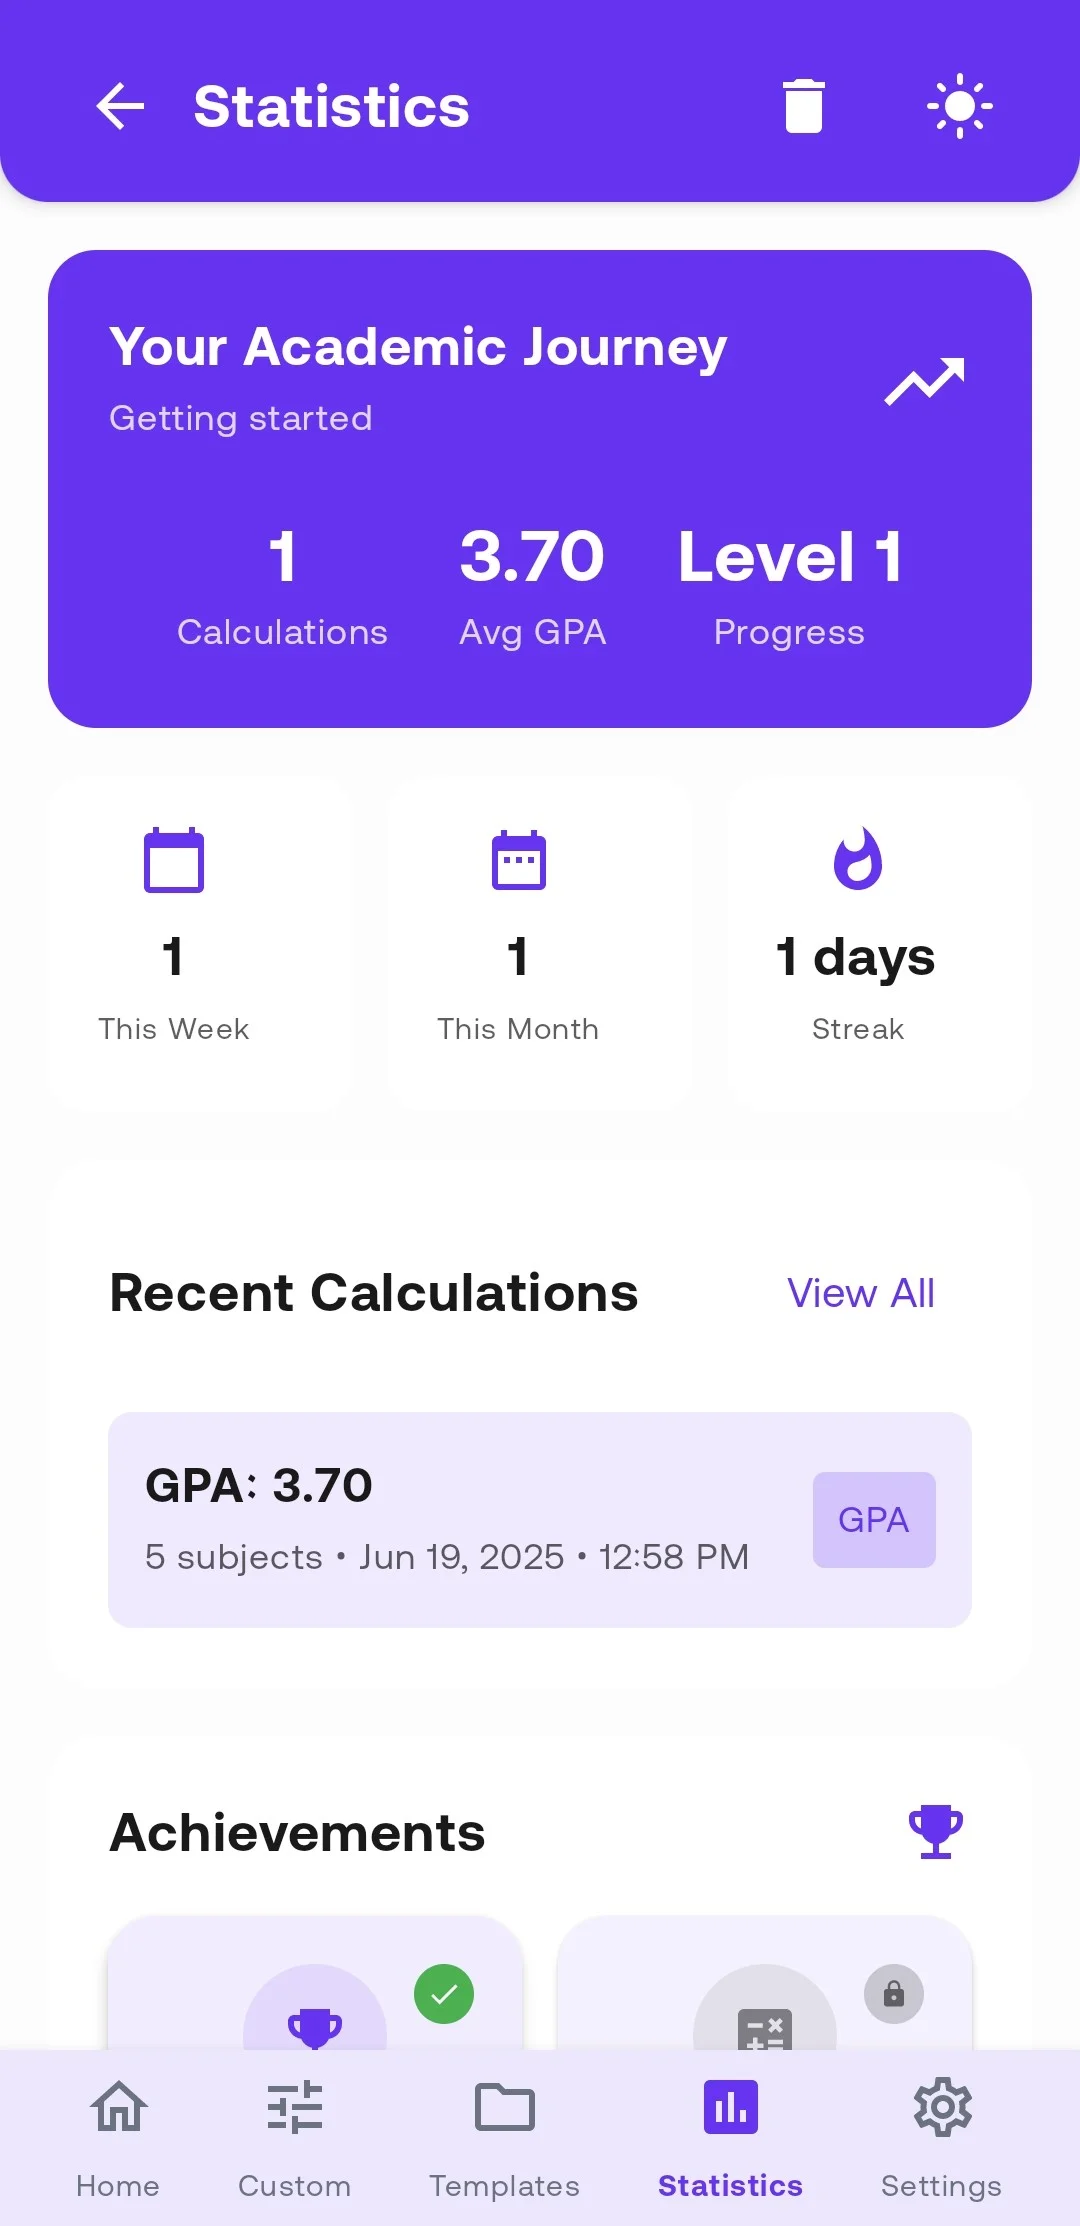 Statistics
Your Academic Journey
Getting started
1
3.70
Level 1
Calculations
Avg GPA
Progress
1
1
1 days
This Week
This Month
Streak
Recent Calculations
View All
GPA: 3.70
5 subjects • Jun 19, 2025 • 12:58 PM
GPA
Achievements
Home
Custom
Templates
Statistics
Settings